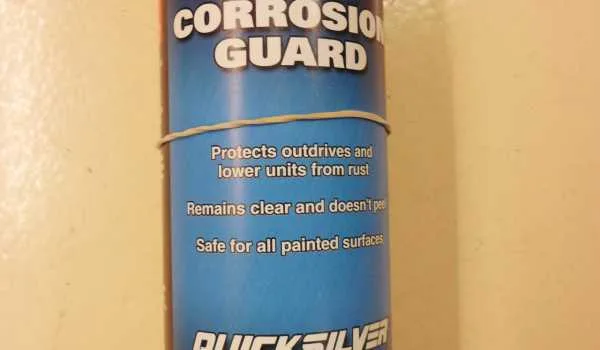 CORROSION
GUARD
Protects outdrives and
lower units from rust
Remains clear and doesn't peel
Safe for all painted surfaces
QUICKSILVER